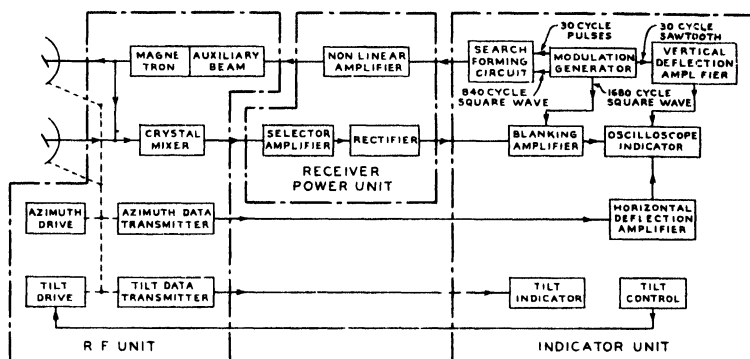 30 CYCLE
PULSES
30 CYCLE
SAWTOOTH
MAGNE
TRON
AUXILIARY
BEAM
NON LINEAR
AMPLIFIER
SEARCH
FORMING
CIRCUIT
MODULATION
GENERATOR
VERTICAL
DEFLECTION
AMPLFIER
840 CYCLE
SQUARE WAVE
1680 CYCLE
SQUARE WAVE
CRYSTAL
MIXER
SELECTOR
AMPLIFIER
RECTIFIER
BLANKING
AMPLIFIER
OSCILLOSCOPE
INDICATOR
RECEIVER
POWER UNIT
AZIMUTH
DRIVE
AZIMUTH DATA
TRANSMITTER
HORIZONTAL
DEFLECTION
AMPLIFIER
TILT
DRIVE
TILT DATA
TRANSMITTER
TILT
INDICATOR
TILT
CONTROL
R F UNIT
INDICATOR UNIT